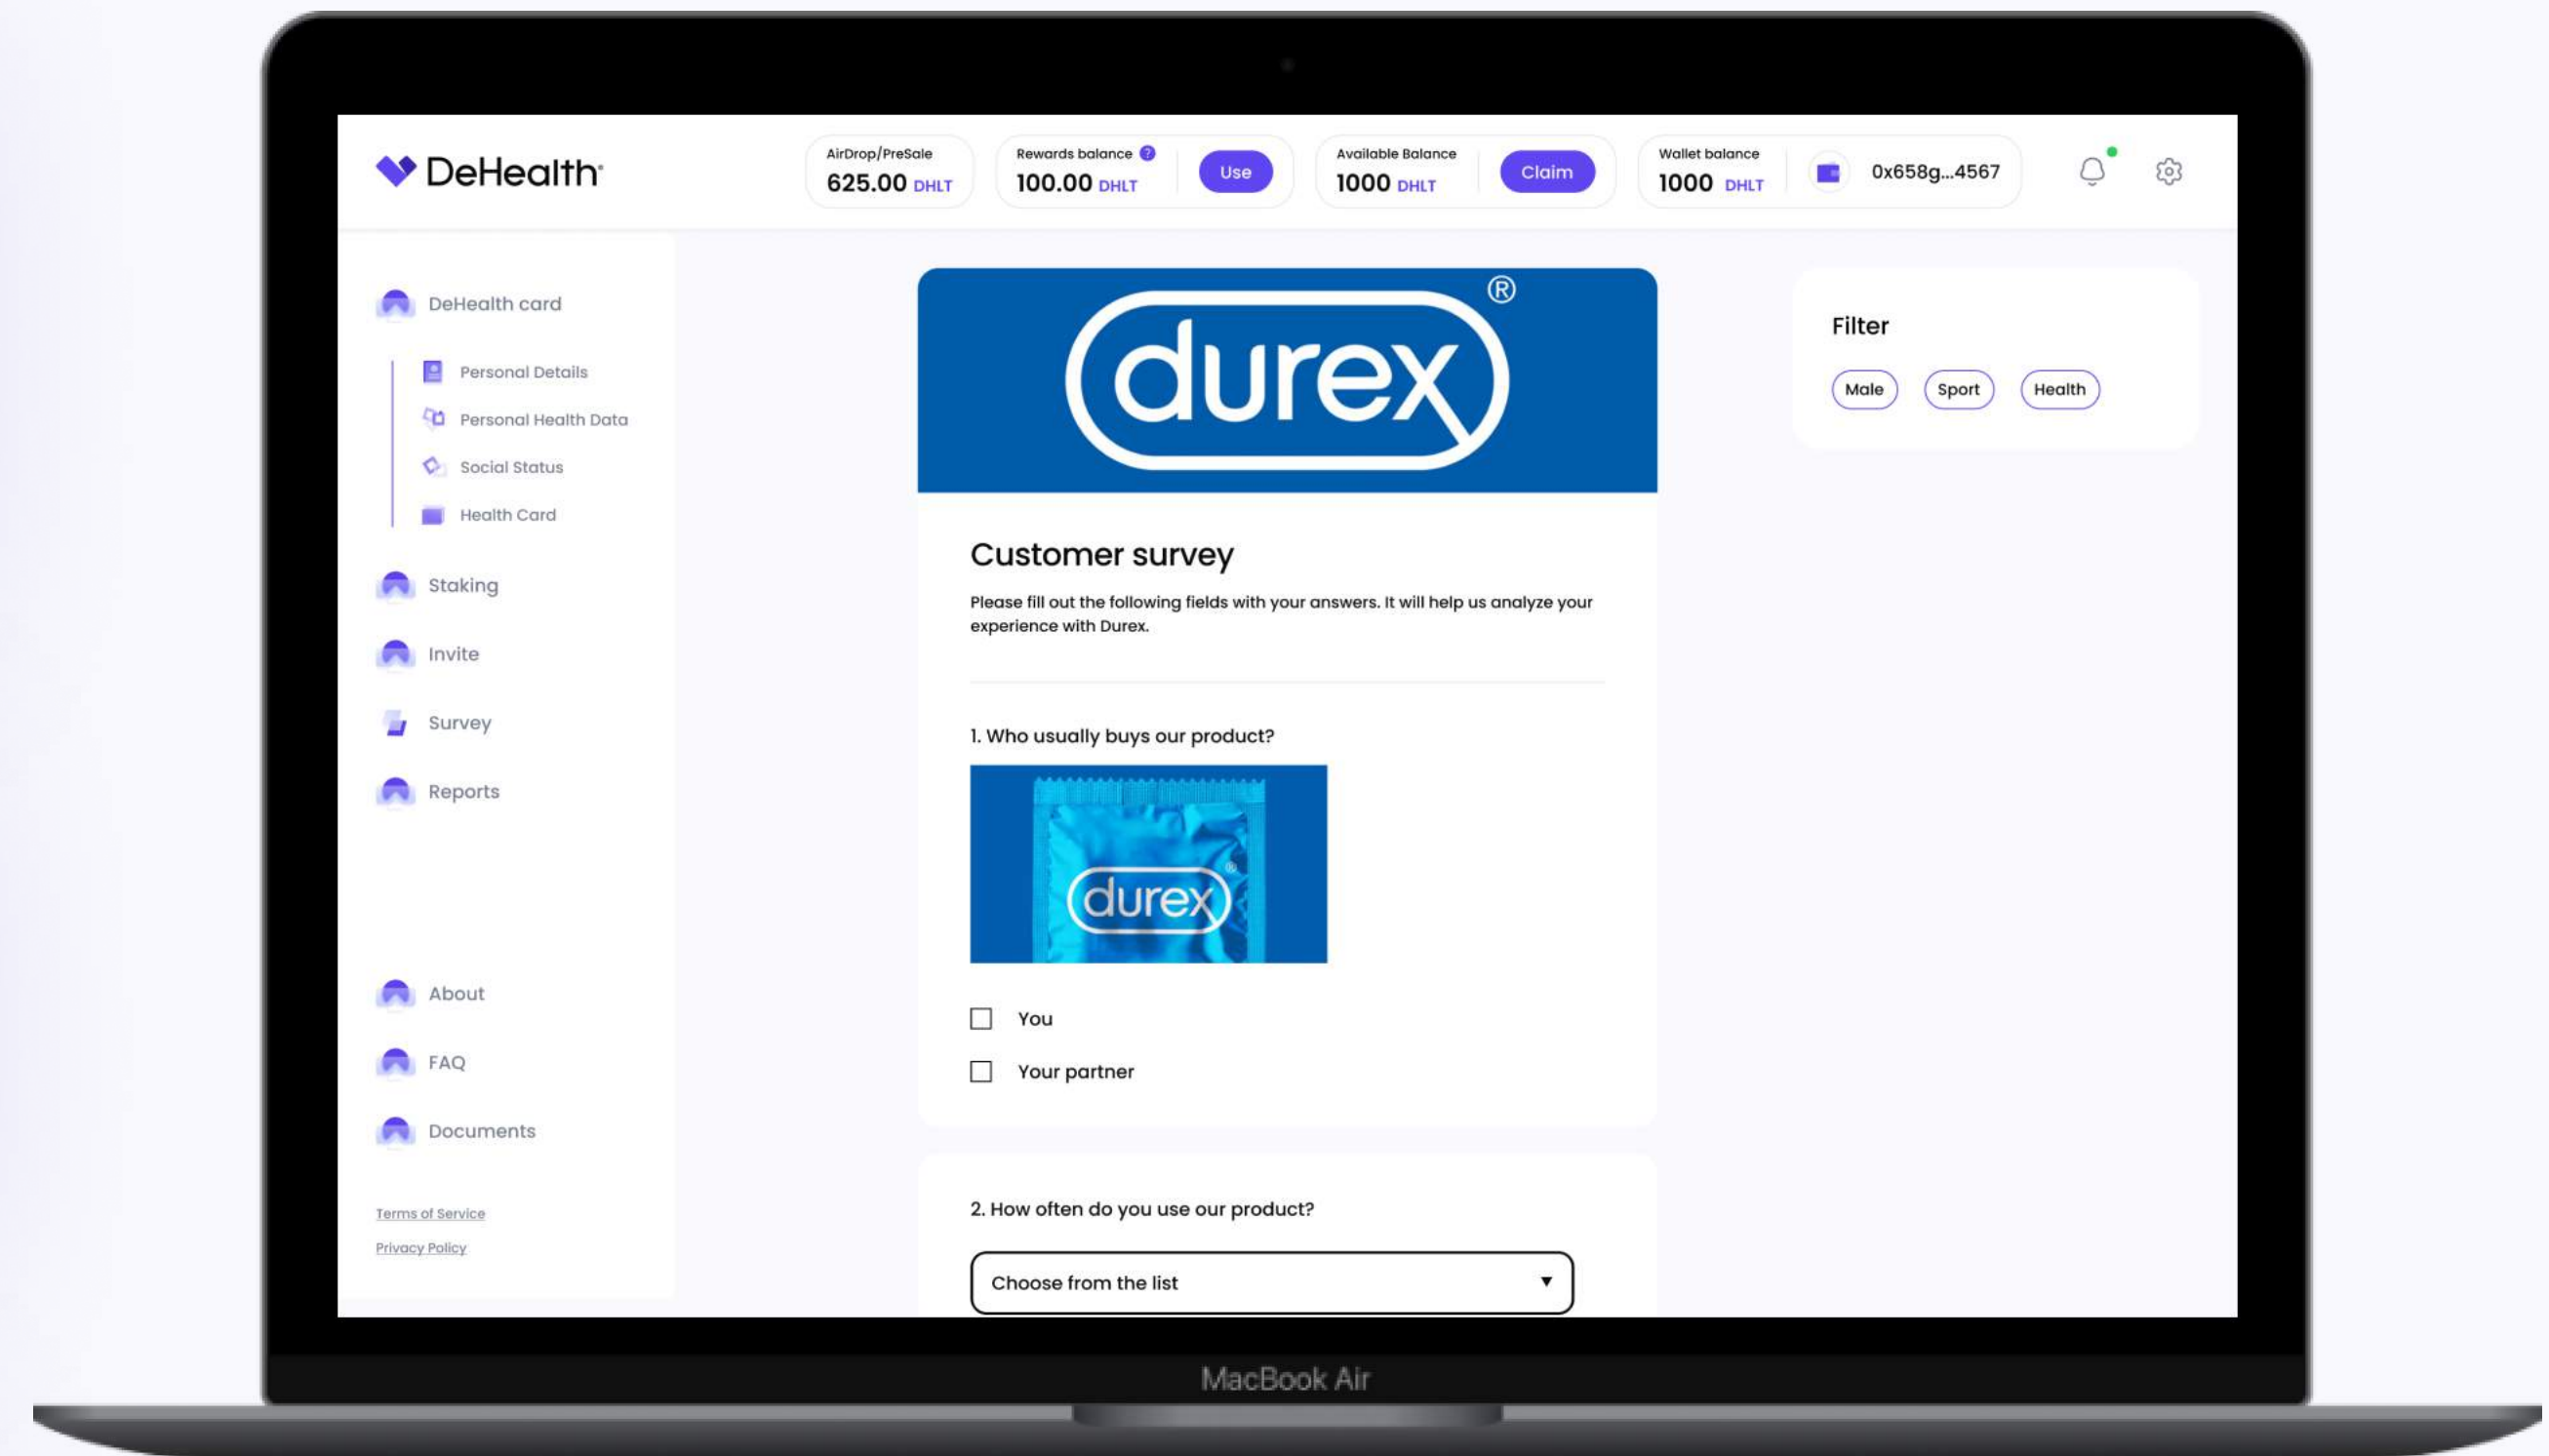 DeHealth
AirDrop/PreSale
625.00 DHLT
Rewards balance ?
100.00 DHLT
Use
Available Balance
1000 DHLT
Claim
Wallet balance
1000 DHLT
0x658g...4567
DeHealth card
Personal Details
Personal Health Data
Social Status
Health Card
Staking
Invite
Survey
Reports
About
FAQ
Documents
Terms of Service
Privacy Policy
durex®
Customer survey
Please fill out the following fields with your answers. It will help us analyze your
experience with Durex.
1. Who usually buys our product?
durex®
You
Your partner
2. How often do you use our product?
Choose from the list
Filter
Male
Sport
Health
MacBook Air